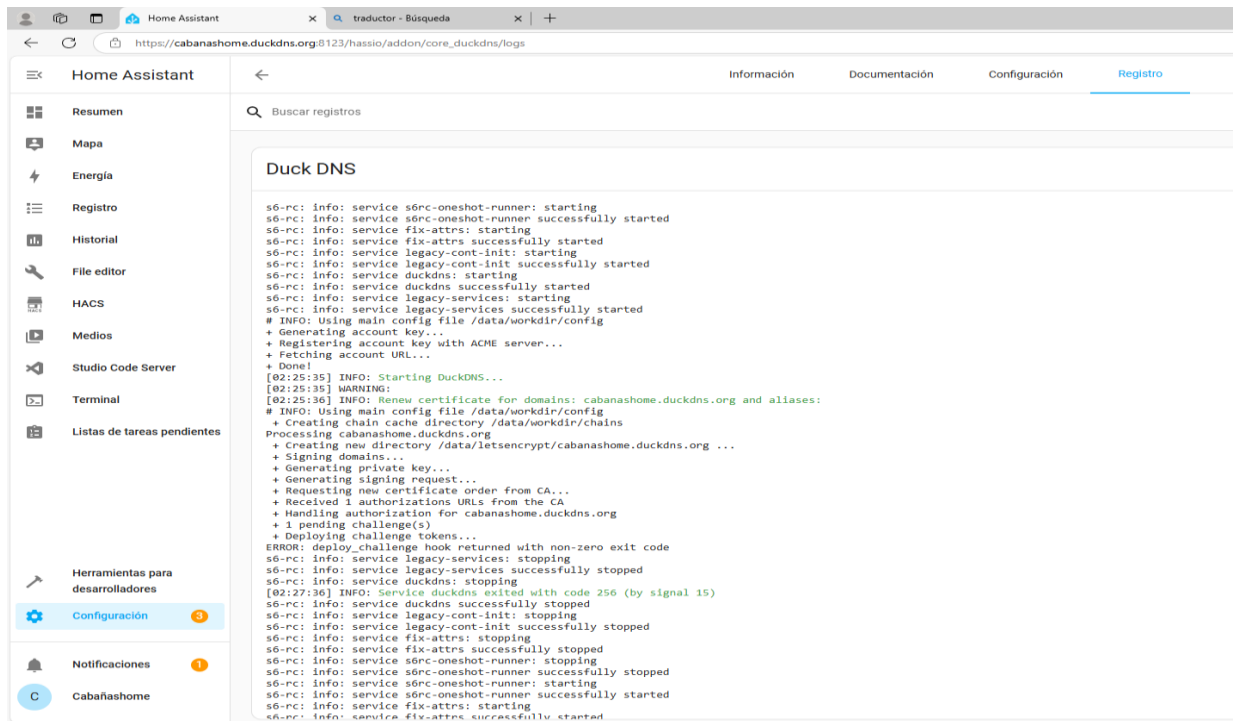 Home Assistant
traductor - Búsqueda
https://cabanashome.duckdns.org:8123/hassio/addon/core_duckdns/logs
Home Assistant
Información
Documentación
Configuración
Registro
Resumen
Buscar registros
Mapa
Energía
Registro
Historial
File editor
HACS
HACS
Medios
Studio Code Server
Terminal
Listas de tareas pendientes
Herramientas para
desarrolladores
Configuración
3
Notificaciones
1
C
Cabañashome
Duck DNS
s6-rc: info: service s6rc-oneshot-runner: starting
s6-rc: info: service s6rc-oneshot-runner successfully started
s6-rc: info: service fix-attrs: starting
s6-rc: info: service fix-attrs successfully started
s6-rc: info: service legacy-cont-init: starting
s6-rc: info: service legacy-cont-init successfully started
s6-rc: info: service duckdns: starting
s6-rc: info: service duckdns successfully started
s6-rc: info: service legacy-services: starting
s6-rc: info: service legacy-services successfully started
# INFO: Using main config file /data/workdir/config
+ Generating account key...
+ Registering account key with ACME server...
+ Fetching account URL...
+ Done!
[02:25:35] INFO: Starting DuckDNS...
[02:25:35] WARNING:
[02:25:36] INFO: Renew certificate for domains: cabanashome.duckdns.org and aliases:
# INFO: Using main config file /data/workdir/config
+ Creating chain cache directory /data/workdir/chains
Processing cabanashome.duckdns.org
+ Creating new directory /data/letsencrypt/cabanashome.duckdns.org ...
+ Signing domains...
+ Generating private key...
+ Generating signing request...
+ Requesting new certificate order from CA...
+ Received 1 authorizations URLs from the CA
+ Handling authorization for cabanashome.duckdns.org
+ 1 pending challenge(s)
+ Deploying challenge tokens...
ERROR: deploy_challenge hook returned with non-zero exit code
s6-rc: info: service legacy-services: stopping
s6-rc: info: service legacy-services successfully stopped
s6-rc: info: service duckdns: stopping
[02:27:36] INFO: Service duckdns exited with code 256 (by signal 15)
s6-rc: info: service duckdns successfully stopped
s6-rc: info: service legacy-cont-init: stopping
s6-rc: info: service legacy-cont-init successfully stopped
s6-rc: info: service fix-attrs: stopping
s6-rc: info: service fix-attrs successfully stopped
s6-rc: info: service s6rc-oneshot-runner: stopping
s6-rc: info: service s6rc-oneshot-runner successfully stopped
s6-rc: info: service s6rc-oneshot-runner: starting
s6-rc: info: service s6rc-oneshot-runner successfully started
s6-rc: info: service fix-attrs: starting
s6-rc: info: service fix-attrs successfully started